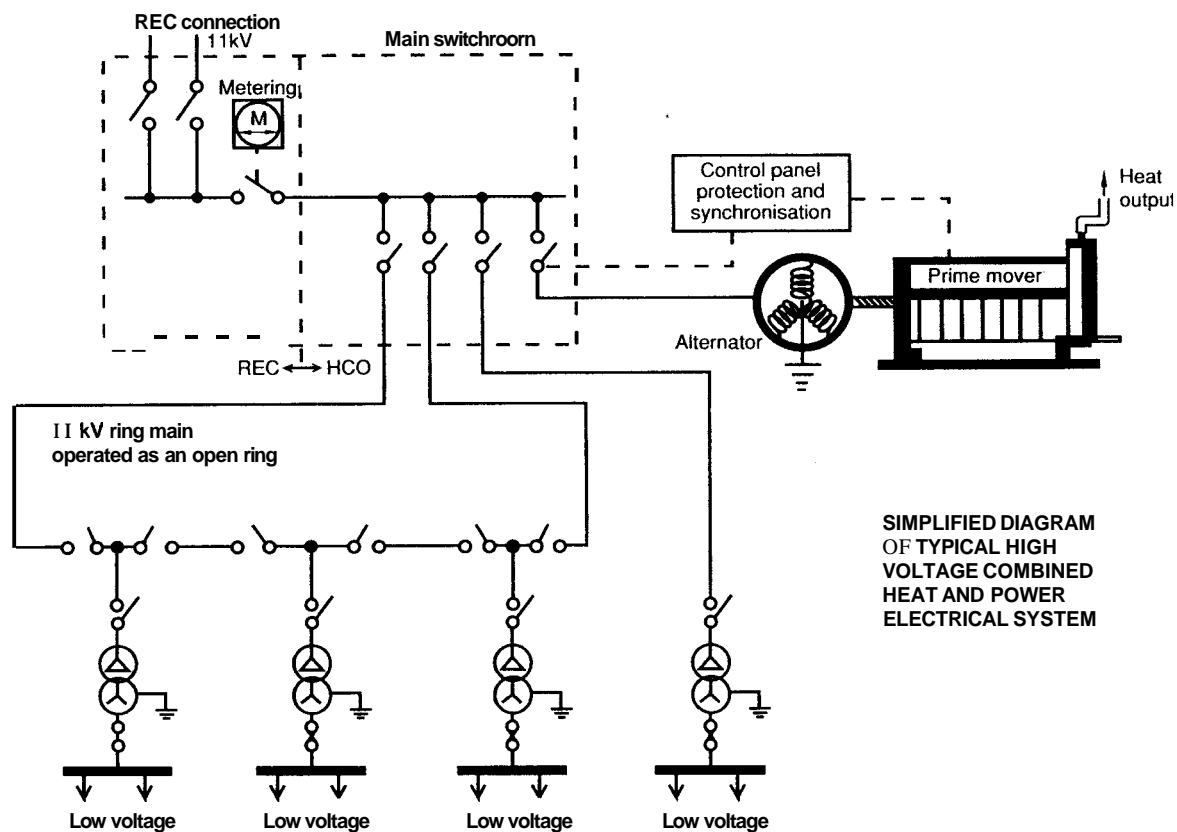 REC connection
11kV
Main switchroorn
Metering
M
Control panel
protection and
synchronisation
Heat
output
Prime mover
Alternator
REC HCO
II kV ring main
operated as an open ring
SIMPLIFIED DIAGRAM
OF TYPICAL HIGH
VOLTAGE COMBINED
HEAT AND POWER
ELECTRICAL SYSTEM
Low voltage
Low voltage
Low voltage
Low voltage